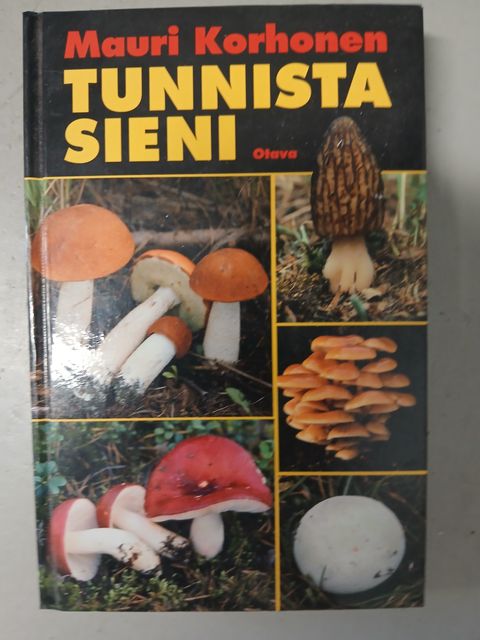 Mauri Korhonen
TUNNISTA
SIENI
Otava